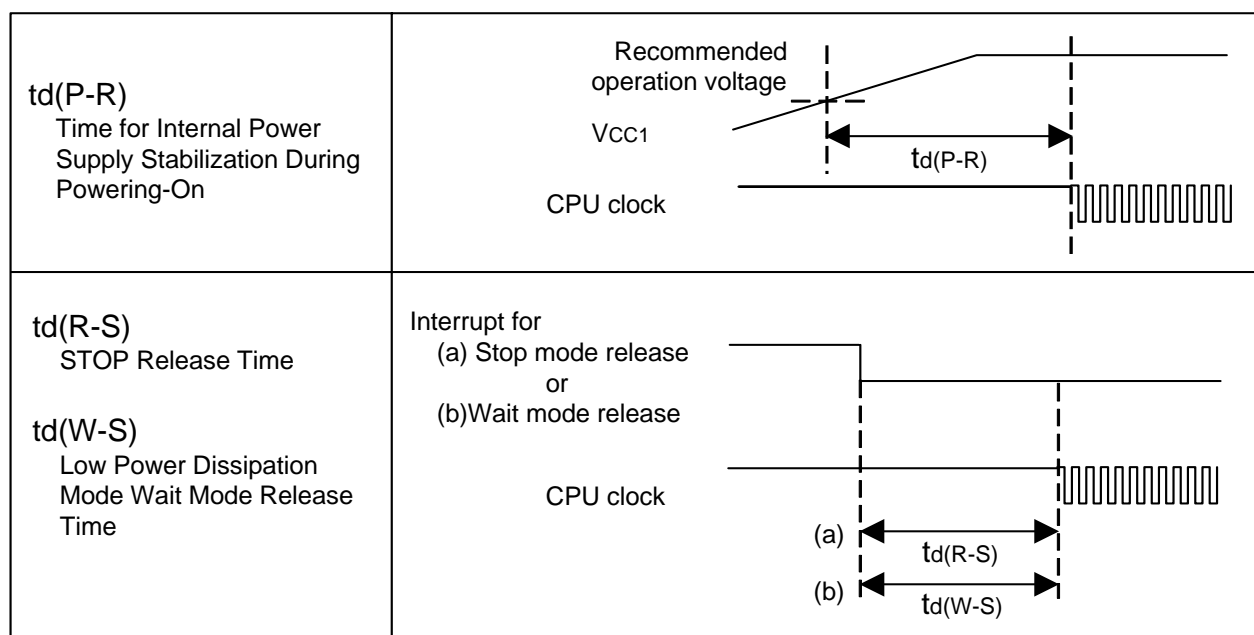 td(P-R)
Time for Internal Power
Supply Stabilization During
Powering-On
Recommended
operation voltage
VCC1
td(P-R)
CPU clock
td(R-S)
STOP Release Time
td(W-S)
Low Power Dissipation
Mode Wait Mode Release
Time
Interrupt for
(a) Stop mode release
or
(b)Wait mode release
CPU clock
(a)
td(R-S)
(b)
td(W-S)